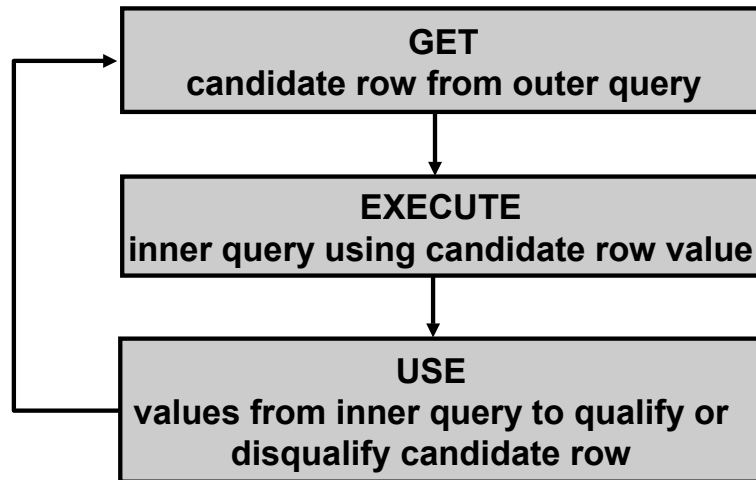 GET
candidate row from outer query
EXECUTE
inner query using candidate row value
USE
values from inner query to qualify or
disqualify candidate row